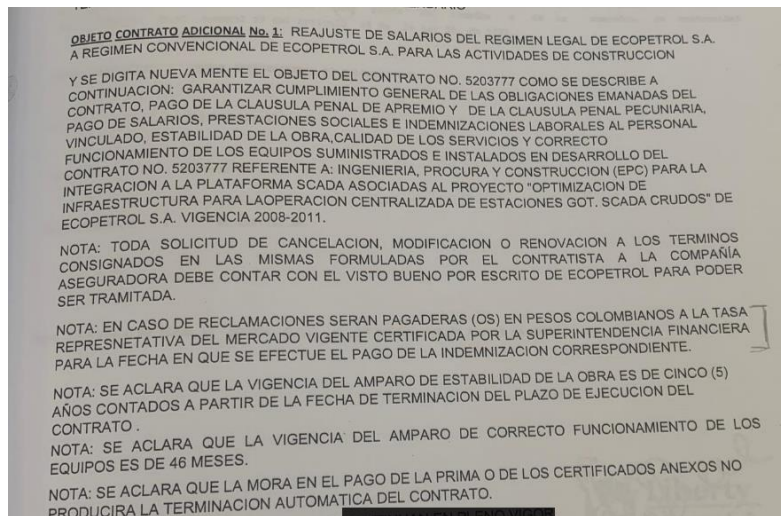 OBJETO CONTRATO ADICIONAL No. 1: REAJUSTE DE SALARIOS DEL REGIMEN LEGAL DE ECOPETROL S.A.
A REGIMEN CONVENCIONAL DE ECOPETROL S.A. PARA LAS ACTIVIDADES DE CONSTRUCCION
Y SE DIGITA NUEVA MENTE EL OBJETO DEL CONTRATO NO. 5203777 COMO SE DESCRIBE A
CONTINUACION: GARANTIZAR CUMPLIMIENTO GENERAL DE LAS OBLIGACIONES EMANADAS DEL
CONTRATO, PAGO DE LA CLAUSULA PENAL DE APREMIO Y DE LA CLAUSULA PENAL PECUNIARIA,
PAGO DE SALARIOS, PRESTACIONES SOCIALES E INDEMNIZACIONES LABORALES AL PERSONAL
VINCULADO, ESTABILIDAD DE LA OBRA,CALIDAD DE LOS SERVICIOS Y CORRECTO
FUNCIONAMIENTO DE LOS EQUIPOS SUMINISTRADOS E INSTALADOS EN DESARROLLO DEL
CONTRATO NO. 5203777 REFERENTE A: INGENIERIA, PROCURA Y CONSTRUCCION (EPC) PARA LA
INTEGRACION A LA PLATAFORMA SCADA ASOCIADAS AL PROYECTO "OPTIMIZACION DE
INFRAESTRUCTURA PARA LAOPERACION CENTRALIZADA DE ESTACIONES GOT. SCADA CRUDOS" DE
ECOPETROL S.A. VIGENCIA 2008-2011.
NOTA: TODA SOLICITUD DE CANCELACION, MODIFICACION O RENOVACION A LOS TERMINOS
CONSIGNADOS EN LAS MISMAS FORMULADAS POR EL CONTRATISTA A LA COMPAÑÍA
ASEGURADORA DEBE CONTAR CON EL VISTO BUENO POR ESCRITO DE ECOPETROL PARA PODER
SER TRAMITADA.
NOTA: EN CASO DE RECLAMACIONES SERAN PAGADERAS (OS) EN PESOS COLOMBIANOS A LA TASA
REPRESNETATIVA DEL MERCADO VIGENTE CERTIFICADA POR LA SUPERINTENDENCIA FINANCIERA
PARA LA FECHA EN QUE SE EFECTUE EL PAGO DE LA INDEMNIZACION CORRESPONDIENTE.
NOTA: SE ACLARA QUE LA VIGENCIA DEL AMPARO DE ESTABILIDAD DE LA OBRA ES DE CINCO (5)
AÑOS CONTADOS A PARTIR DE LA FECHA DE TERMINACION DEL PLAZO DE EJECUCION DEL
CONTRATO .
NOTA: SE ACLARA QUE LA VIGENCIA DEL AMPARO DE CORRECTO FUNCIONAMIENTO DE LOS
EQUIPOS ES DE 46 MESES.
NOTA: SE ACLARA QUE LA MORA EN EL PAGO DE LA PRIMA O DE LOS CERTIFICADOS ANEXOS NO
PRODUCIRA LA TERMINACION AUTOMATICA DEL CONTRATO.
EN PLENO VIGOR
Liberty